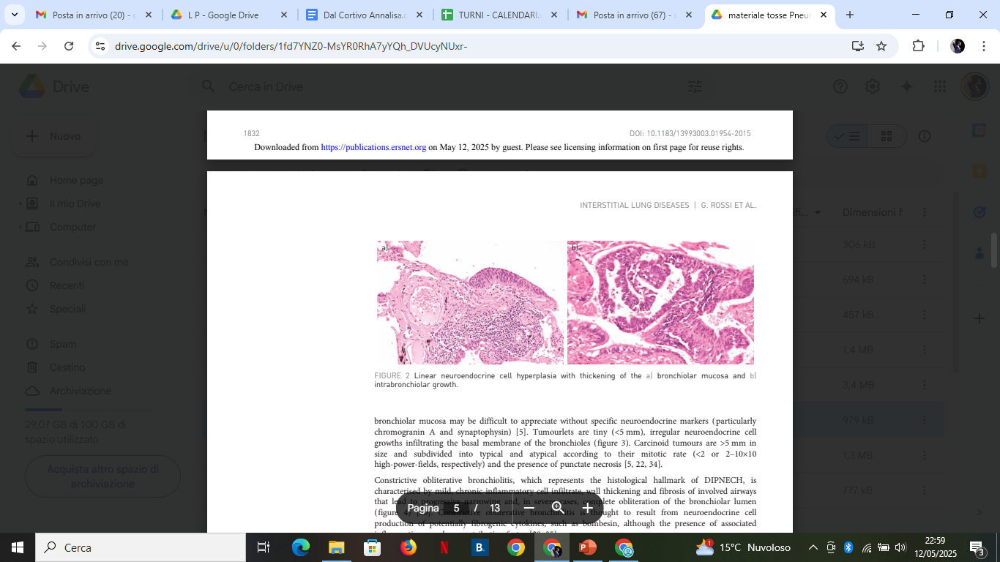 Posta in arrivo (20) - c
L P - Google Drive
Dal Cortivo Annalisa.c
TURNI - CALENDARI
Posta in arrivo (67) - c
materiale tosse Pneu
drive.google.com/drive/u/0/folders/1fd7YNZ0-MsYR0RhA7yYQh_DVUcyNUxr-
Drive
Cerca in Drive
Nuovo
Home page
Il mio Drive
Computer
Condivisi con me
Recenti
Speciali
Spam
Cestino
Archiviazione
29,07 GB di 100 GB di
spazio utilizzato
Acquista altro spazio di
archiviazione
Dimensioni f
306 kB
694 kB
457 kB
1,4 MB
3,4 MB
979 kB
1,3 MB
777 kB
1832
DOI: 10.1183/13993003.01954-2015
Downloaded from https://publications.ersnet.org on May 12, 2025 by guest. Please see licensing information on first page for reuse rights.
INTERSTITIAL LUNG DISEASES | G. ROSSI ET AL.
a)
b)
FIGURE 2 Linear neuroendocrine cell hyperplasia with thickening of the a) bronchiolar mucosa and b)
intrabronchiolar growth.
bronchiolar mucosa may be difficult to appreciate without specific neuroendocrine markers (particularly
chromogranin A and synaptophysin) [5]. Tumourlets are tiny (<5 mm), irregular neuroendocrine cell
growths infiltrating the basal membrane of the bronchioles (figure 3). Carcinoid tumours are >5 mm in
size and subdivided into typical and atypical according to their mitotic rate (<2 or 2–10×10
high-power-fields, respectively) and the presence of punctate necrosis [5, 22, 34].
Constrictive obliterative bronchiolitis, which represents the histological hallmark of DIPNECH, is
characterised by mild, chronic inflammatory cell infiltrate, wall thickening and fibrosis of involved airways
that lead to progressive narrowing and, in severe cases, complete obliteration of the bronchiolar lumen
(figure 4) Constrictive obliterative bronchiolitis is thought to result from neuroendocrine cell
production of potentially fibrogenic cytokines, such as bombesin, although the presence of associated
Pagina 5 / 13
Cerca
15°C Nuvoloso
22:59
12/05/2025